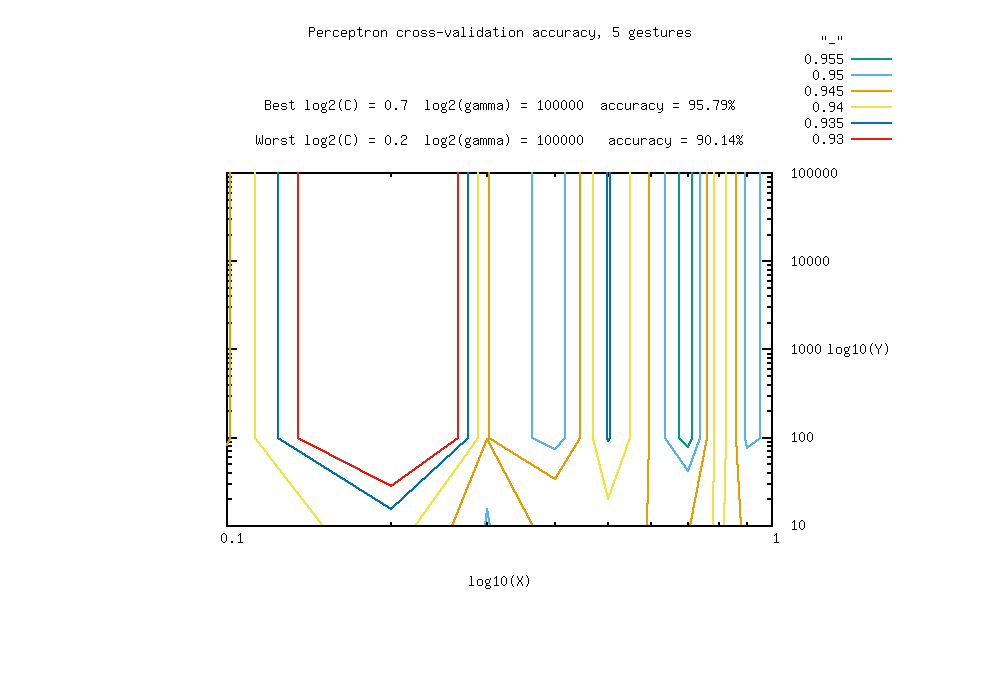 Perceptron cross-validation accuracy, 5 gestures
"_"
0.955
0.95
0.945
0.94
0.935
0.93
Best log2(C) = 0.7 log2(gamma) = 100000 accuracy = 95.79%
Worst log2(C) = 0.2 log2(gamma) = 100000 accuracy = 90.14%
100000
10000
1000 log10(Y)
100
10
0.1 1
log10(X)